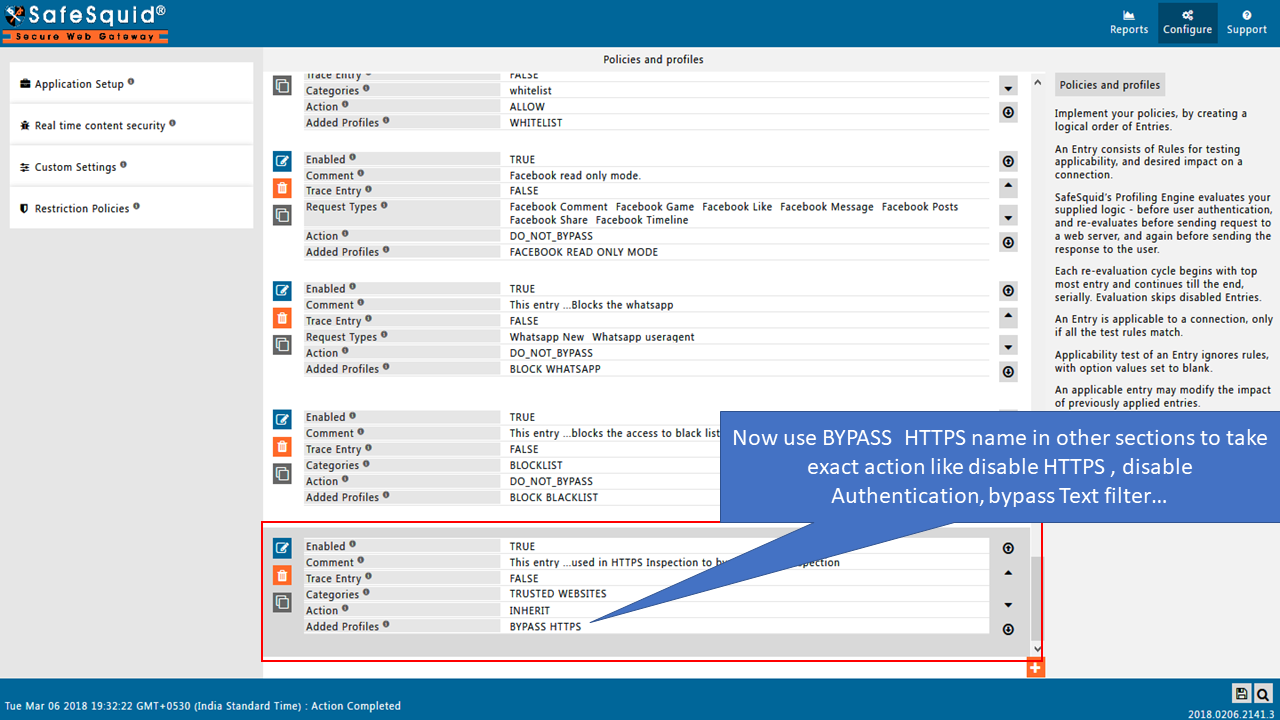 SafeSquid®
Secure Web Gateway
Reports
Configure
Support
Application Setup
Real time content security
Custom Settings
Restriction Policies
Policies and profiles
Trace Entry FALSE
Categories whitelist
Action ALLOW
Added Profiles WHITELIST
Enabled TRUE
Comment Facebook read only mode.
Trace Entry FALSE
Request Types Facebook Comment Facebook Game Facebook Like Facebook Message Facebook Posts
Facebook Share Facebook Timeline
Action DO_NOT_BYPASS
Added Profiles FACEBOOK READ ONLY MODE
Enabled TRUE
Comment This entry ...Blocks the whatsapp
Trace Entry FALSE
Request Types Whatsapp New Whatsapp useragent
Action DO_NOT_BYPASS
Added Profiles BLOCK WHATSAPP
Enabled TRUE
Comment This entry ...blocks the access to black list
Trace Entry FALSE
Categories BLOCKLIST
Action DO_NOT_BYPASS
Added Profiles BLOCK BLACKLIST
Enabled TRUE
Comment This entry ...used in HTTPS Inspection to
Trace Entry FALSE
Categories TRUSTED WEBSITES
Action INHERIT
Added Profiles BYPASS HTTPS
Policies and profiles
Implement your policies, by creating a
logical order of Entries.
An Entry consists of Rules for testing
applicability, and desired impact on a
connection.
SafeSquid's Profiling Engine evaluates your
supplied logic - before user authentication,
and re-evaluates before sending request to
a web server, and again before sending the
response to the user.
Each re-evaluation cycle begins with top
most entry and continues till the end,
serially. Evaluation skips disabled Entries.
An Entry is applicable to a connection, only
if all the test rules match.
Applicability test of an Entry ignores rules,
with option values set to blank.
An applicable entry may modify the impact
of previously applied entries.
Now use BYPASS HTTPS name in other sections to take
exact action like disable HTTPS , disable
Authentication, bypass Text filter...
Tue Mar 06 2018 19:32:22 GMT+0530 (India Standard Time) : Action Completed
2018.0206.2141.3